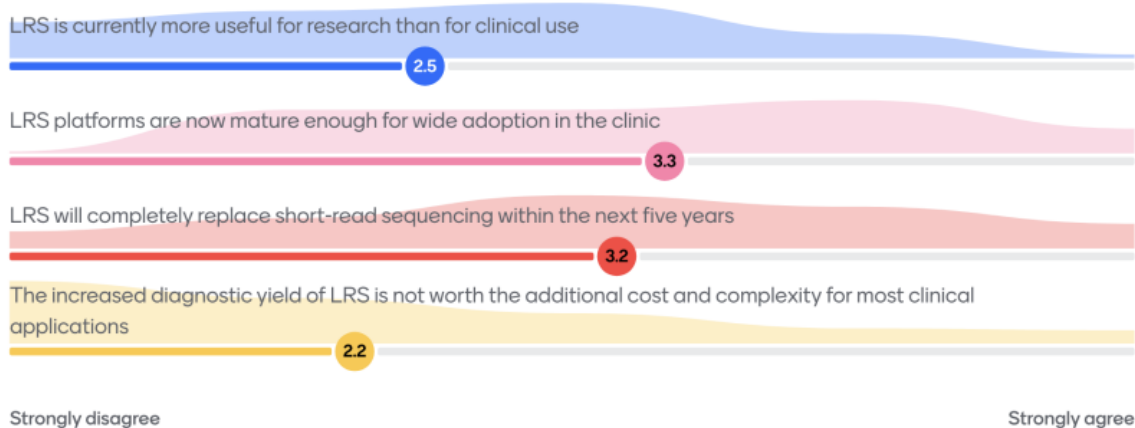 LRS is currently more useful for research than for clinical use
2.5
LRS platforms are now mature enough for wide adoption in the clinic
3.3
LRS will completely replace short-read sequencing within the next five years
3.2
The increased diagnostic yield of LRS is not worth the additional cost and complexity for most clinical
applications
2.2
Strongly disagree
Strongly agree